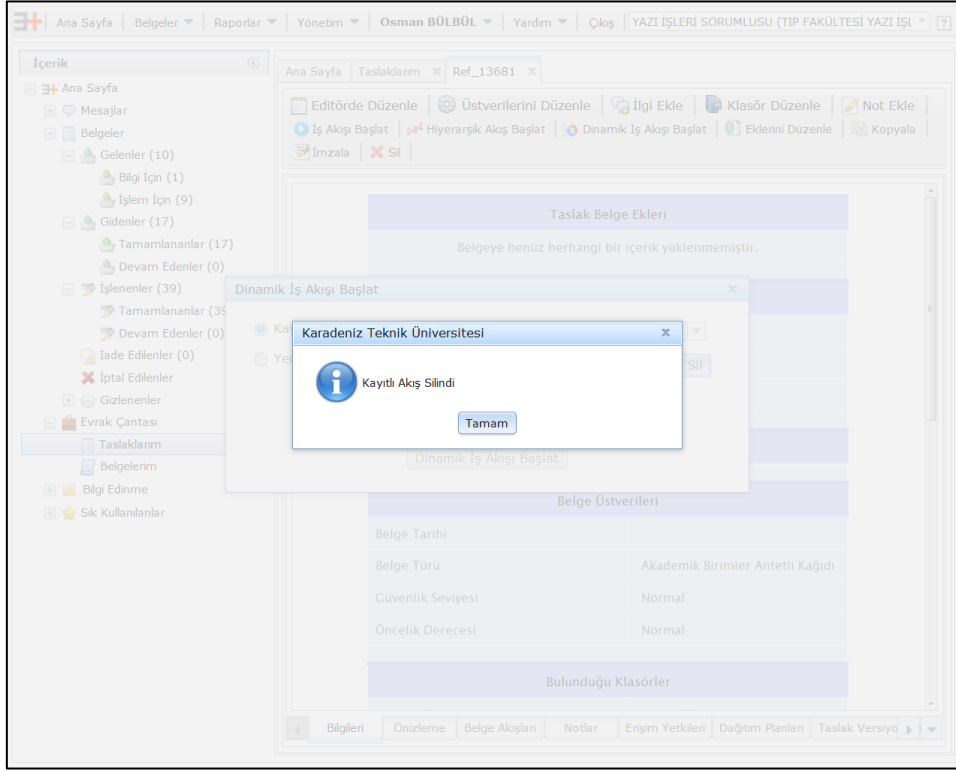 Ana Sayfa Belgeler Raporlar Yönetim Osman BÜLBÜL Yardım Çıkış YAZI İŞLERİ SORUMLUSU (TIP FAKÜLTESİ YAZI İŞL ?
İçerik
Ana Sayfa
Mesajlar
Belgeler
Gelenler (10)
Bilgi İçin (1)
İşlem İçin (9)
Gidenler (17)
Tamamlananlar (17)
Devam Edenler (0)
İşlenenler (39)
Tamamlananlar (39
Devam Edenler (0)
İade Edilenler (0)
İptal Edilenler
Gizlenenler
Evrak Çantası
Taslaklarım
Belgelerim
Bilgi Edinme
Sık Kullanılanlar
Ana Sayfa Taslaklarım x Ref_13681 x
Editörde Düzenle Üstverilerini Düzenle İlgi Ekle Klasör Düzenle Not Ekle
İş Akışı Başlat Hiyerarşik Akış Başlat Dinamik İş Akışı Başlat Eklerini Düzenle Kopyala
İmzala Sil
Taslak Belge Ekleri
Belgeye henüz herhangi bir içerik yüklenmemiştir.
Dinamik İş Akışı Başlat x
Kay
Yer
Sil
Karadeniz Teknik Üniversitesi x
Kayıtlı Akış Silindi
Tamam
Dinamik İş Akışı Başlat
Belge Üstverileri
Belge Tarihi
Belge Türü Akademik Birimler Antetli Kağıdı
Güvenlik Seviyesi Normal
Öncelik Derecesi Normal
Bulunduğu Klasörler
Bilgileri Önizleme Belge Akışları Notlar Erişim Yetkileri Dağıtım Planları Taslak Versiyo